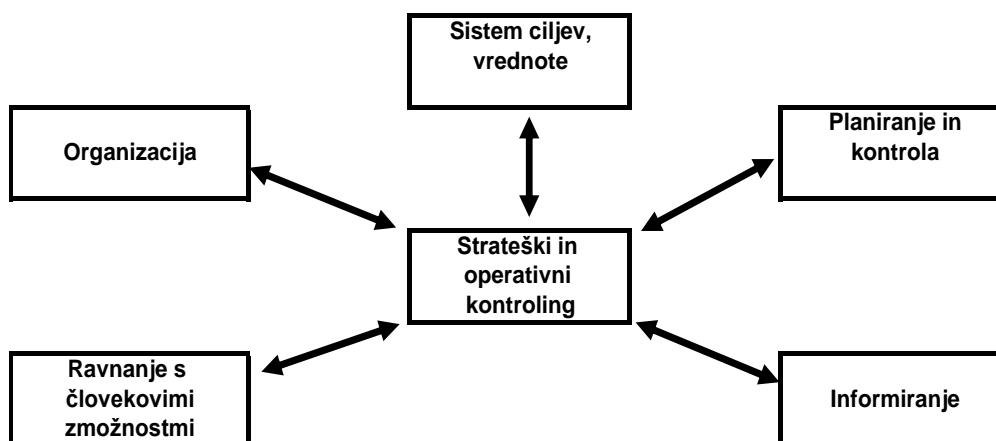 Sistem ciljev,
vrednote
Organizacija
Planiranje in
kontrola
Strateški in
operativni
kontroling
Ravnanje s
človekovimi
zmožnostmi
Informiranje